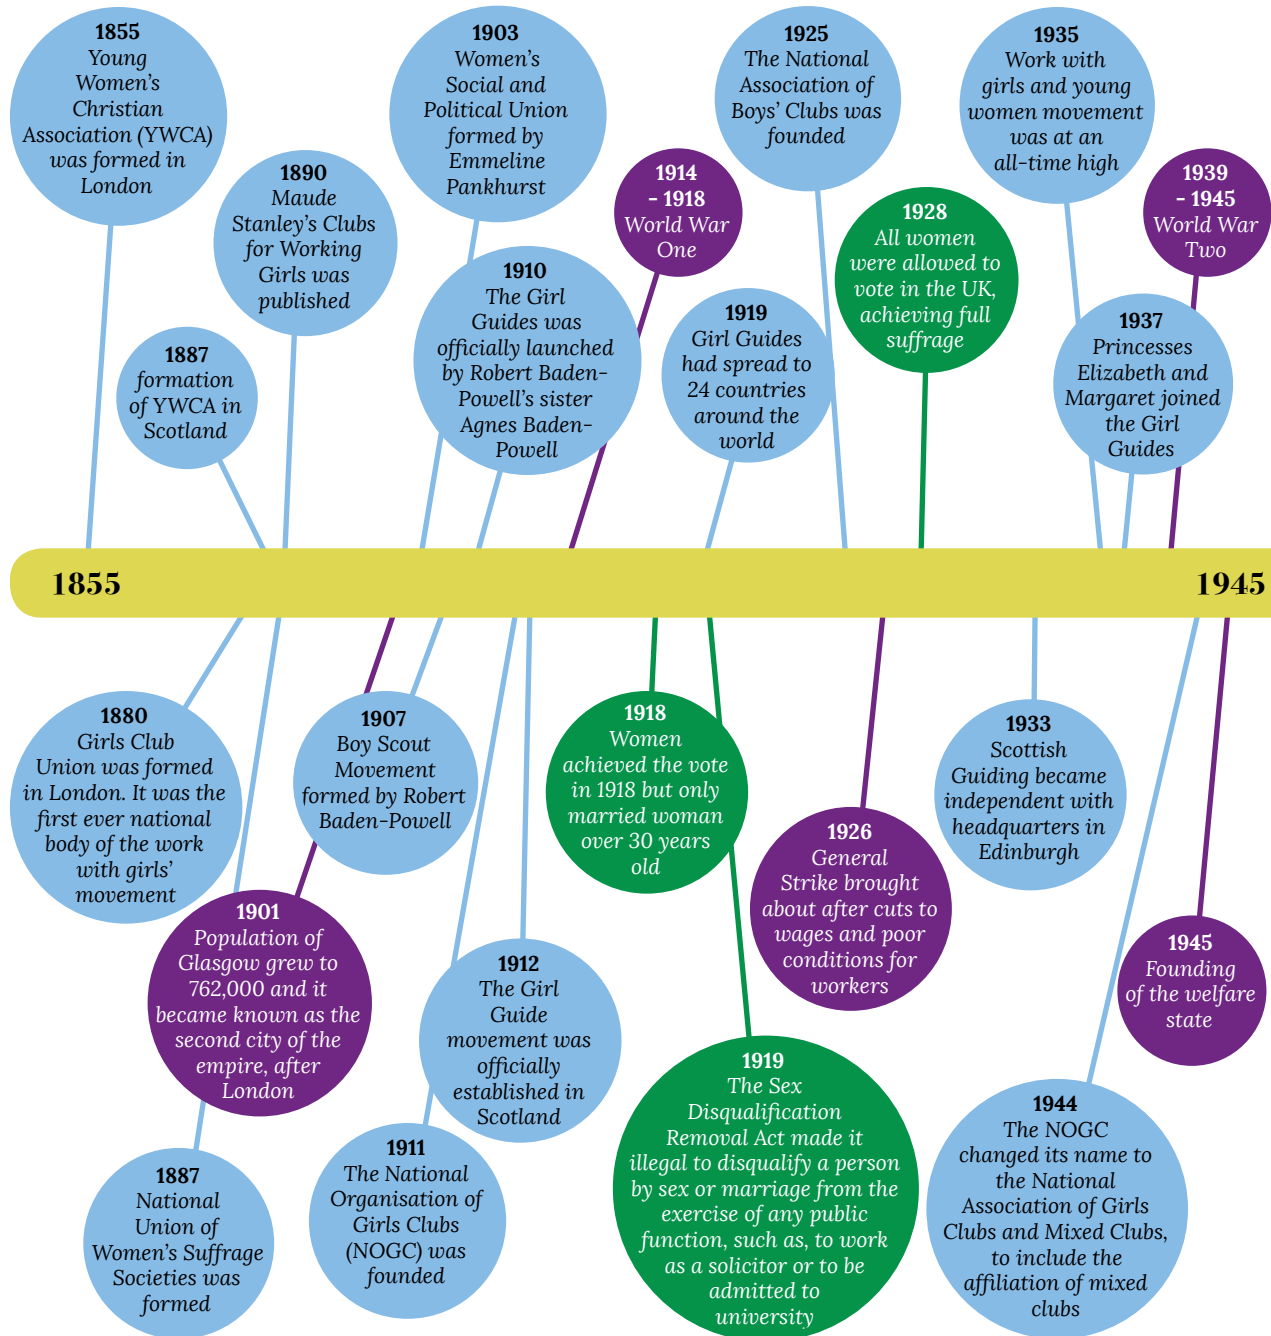 1855
Young
Women's
Christian
Association (YWCA)
was formed in
London
1890
Maude
Stanley's Clubs
for Working
Girls was
published
1887
formation
of YWCA in
Scotland
1903
Women's
Social and
Political Union
formed by
Emmeline
Pankhurst
1910
The Girl
Guides was
officially launched
by Robert Baden-
Powell's sister
Agnes Baden-
Powell
1914
- 1918
World War
One
1919
Girl Guides
had spread to
24 countries
around the
world
1925
The National
Association of
Boys' Clubs was
founded
1928
All women
were allowed to
vote in the UK,
achieving full
suffrage
1935
Work with
girls and young
women movement
was at an
all-time high
1937
Princesses
Elizabeth and
Margaret joined
the Girl
Guides
1939
- 1945
World War
Two
1855
1945
1880
Girls Club
Union was formed
in London. It was the
first ever national
body of the work
with girls'
movement
1901
Population of
Glasgow grew to
762,000 and it
became known as the
second city of the
empire, after
London
1887
National
Union of
Women's Suffrage
Societies was
formed
1907
Boy Scout
Movement
formed by Robert
Baden-Powell
1912
The Girl
Guide
movement was
officially
established in
Scotland
1911
The National
Organisation of
Girls Clubs
(NOGC) was
founded
1918
Women
achieved the vote
in 1918 but only
married woman
over 30 years
old
1919
The Sex
Disqualification
Removal Act made it
illegal to disqualify a person
by sex or marriage from the
exercise of any public
function, such as, to work
as a solicitor or to be
admitted to
university
1926
General
Strike brought
about after cuts to
wages and poor
conditions for
workers
1933
Scottish
Guiding became
independent with
headquarters in
Edinburgh
1945
Founding
of the welfare
state
1944
The NOGC
changed its name to
the National
Association of Girls
Clubs and Mixed Clubs,
to include the
affiliation of mixed
clubs